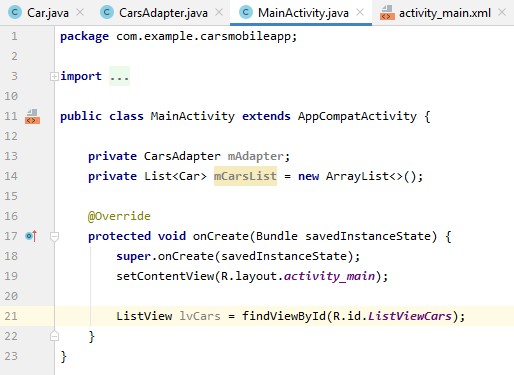 Car.java CarsAdapter.java MainActivity.java activity_main.xml
1 package com.example.carsmobileapp;
2
3 import ...
10
11 public class MainActivity extends AppCompatActivity {
12
13 private CarsAdapter mAdapter;
14 private List<Car> mCarsList = new ArrayList<>();
15
16 @Override
17 protected void onCreate(Bundle savedInstanceState) {
18 super.onCreate(savedInstanceState);
19 setContentView(R.layout.activity_main);
20
21 ListView lvCars = findViewById(R.id.ListViewCars);
22 }
23 }